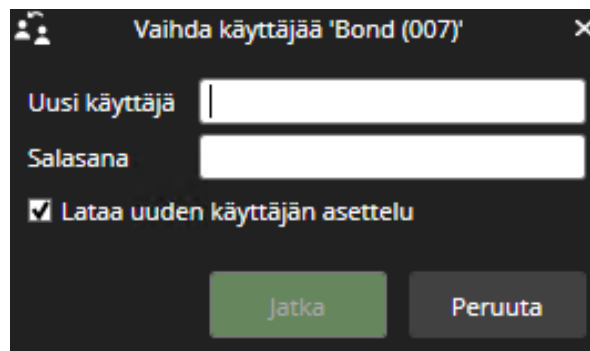 Vaihda käyttäjää 'Bond (007)'
Uusi käyttäjä
Salasana
Lataa uuden käyttäjän asettelu
Jatka Peruuta